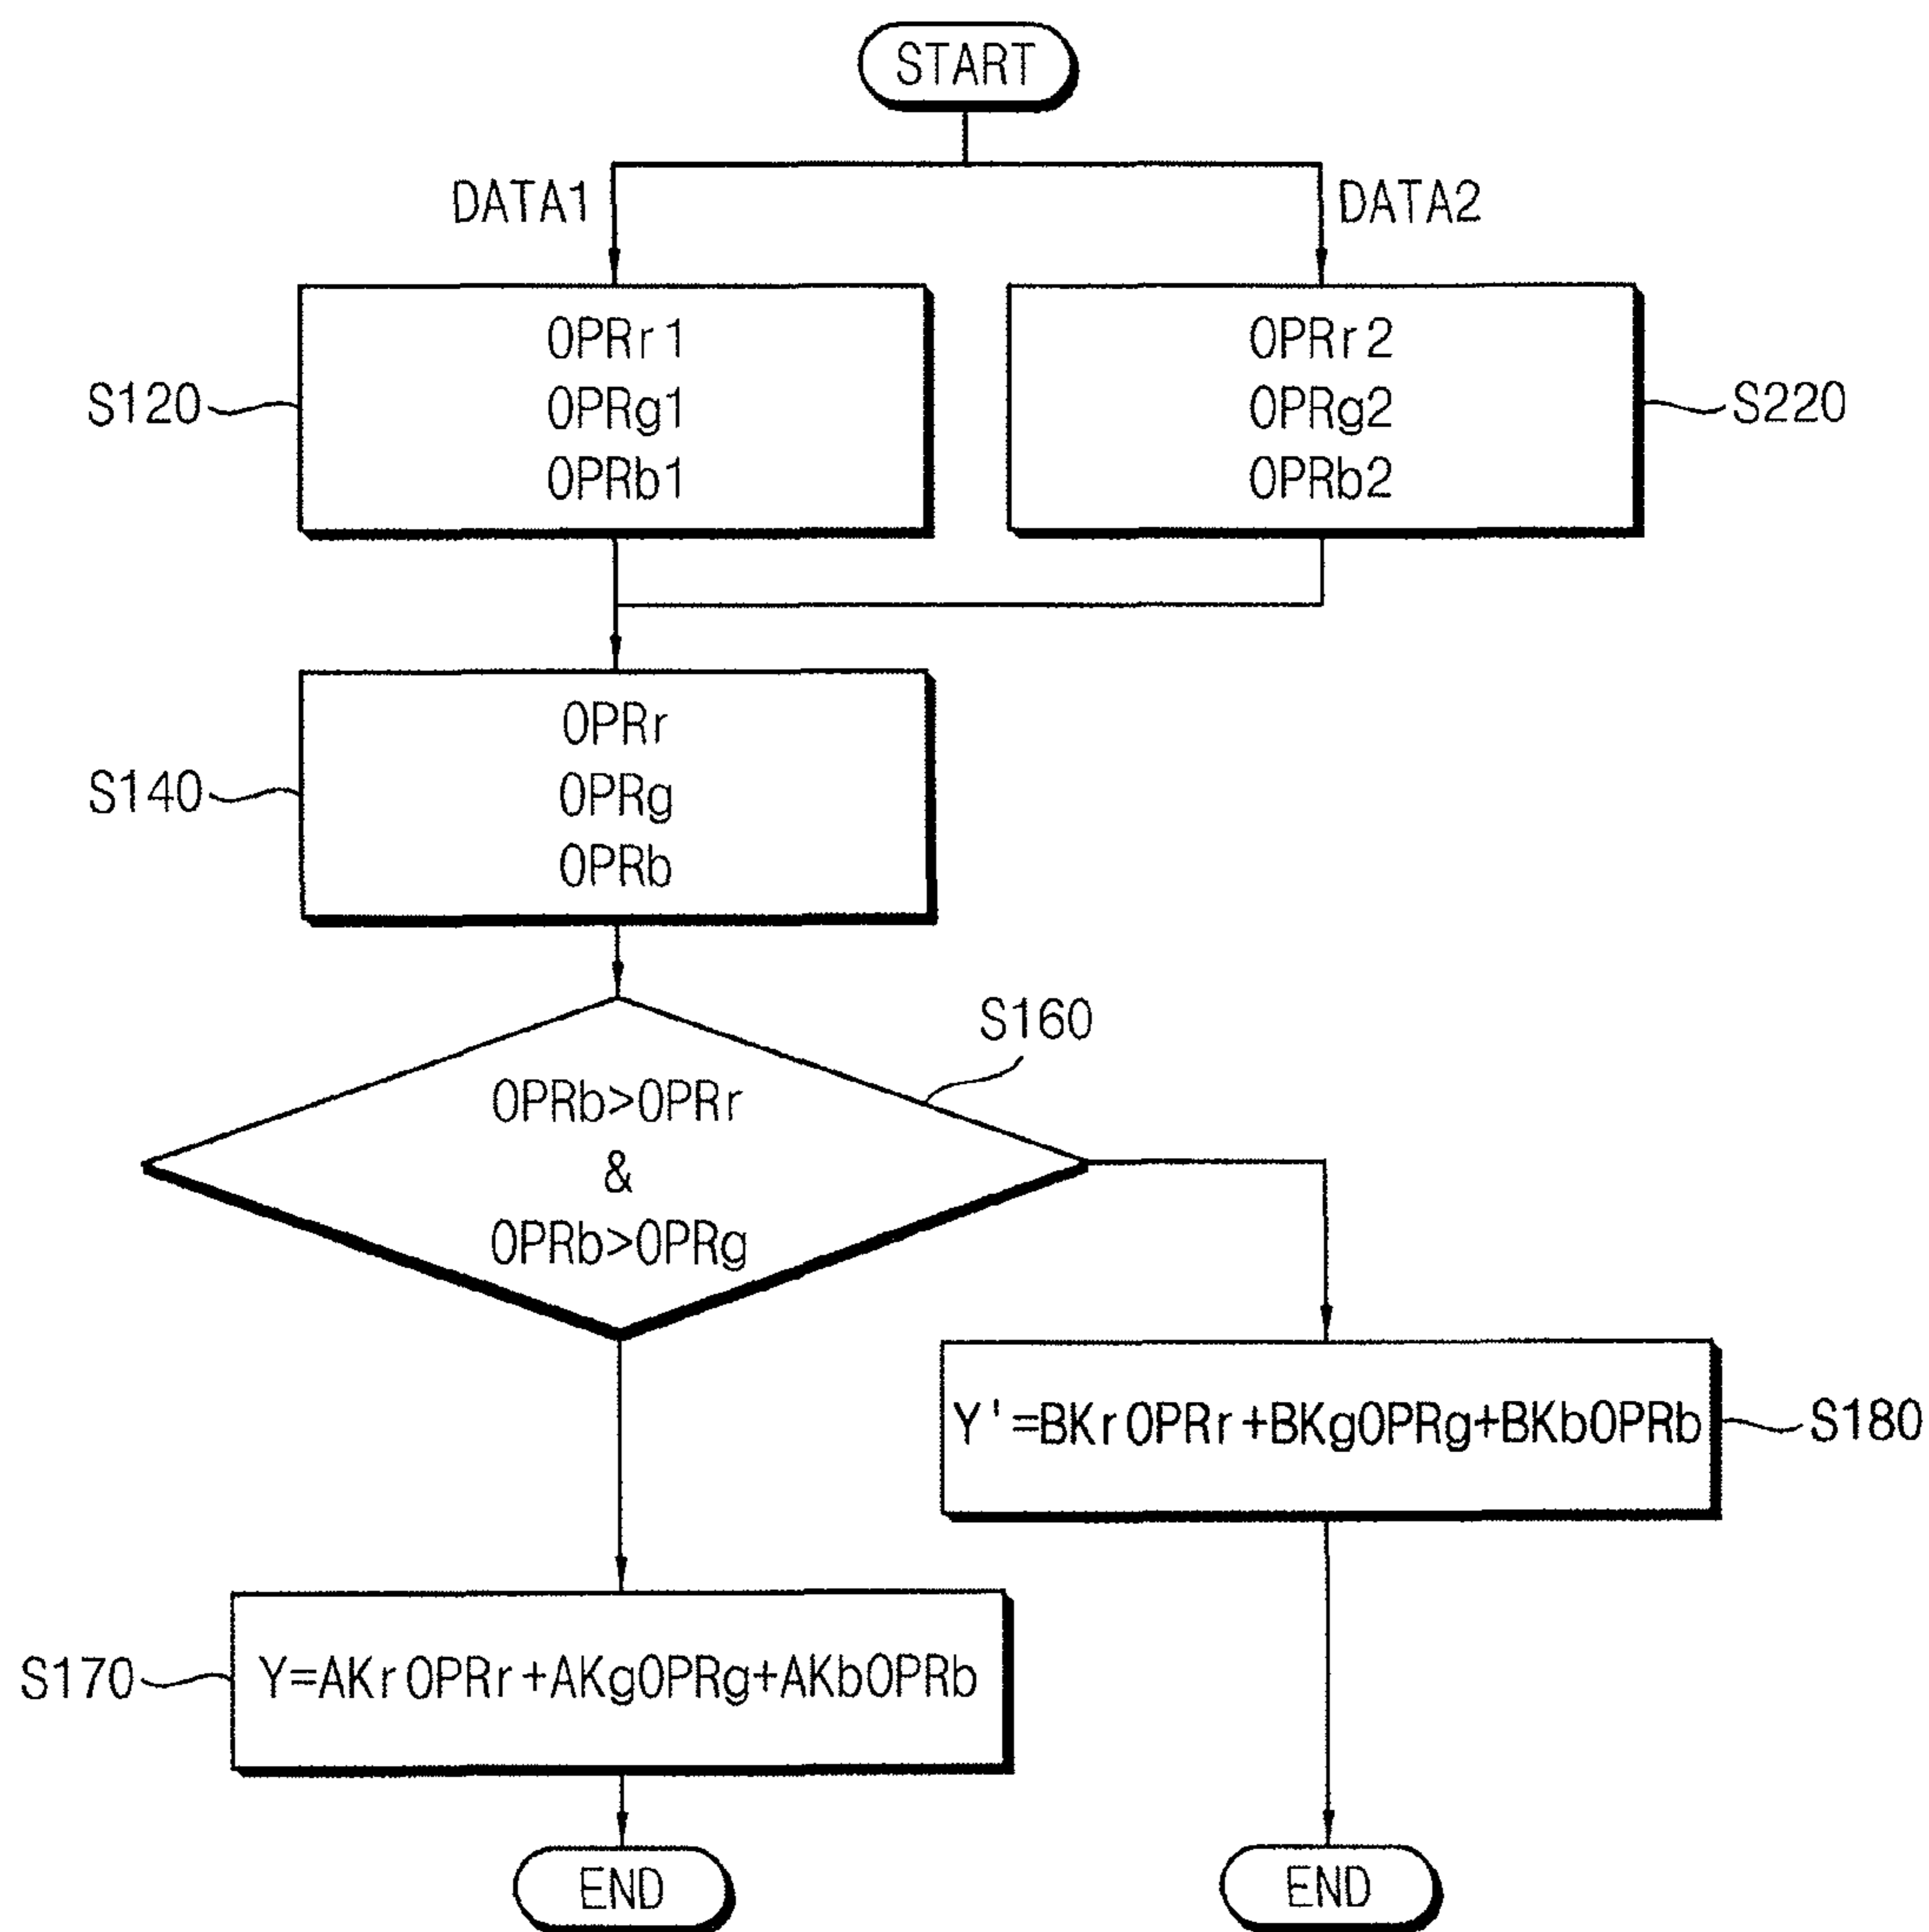 START
DATA1
DATA2
OPRr1
OPRg1
OPRb1
S120
OPRr2
OPRg2
OPRb2
S220
OPRr
OPRg
OPRb
S140
S160
OPRb>OPRr
&
OPRb>OPRg
Y'=BKrOPRr+BKgOPRg+BKbOPRb
S180
S170
Y=AKrOPRr+AKgOPRg+AKbOPRb
END
END